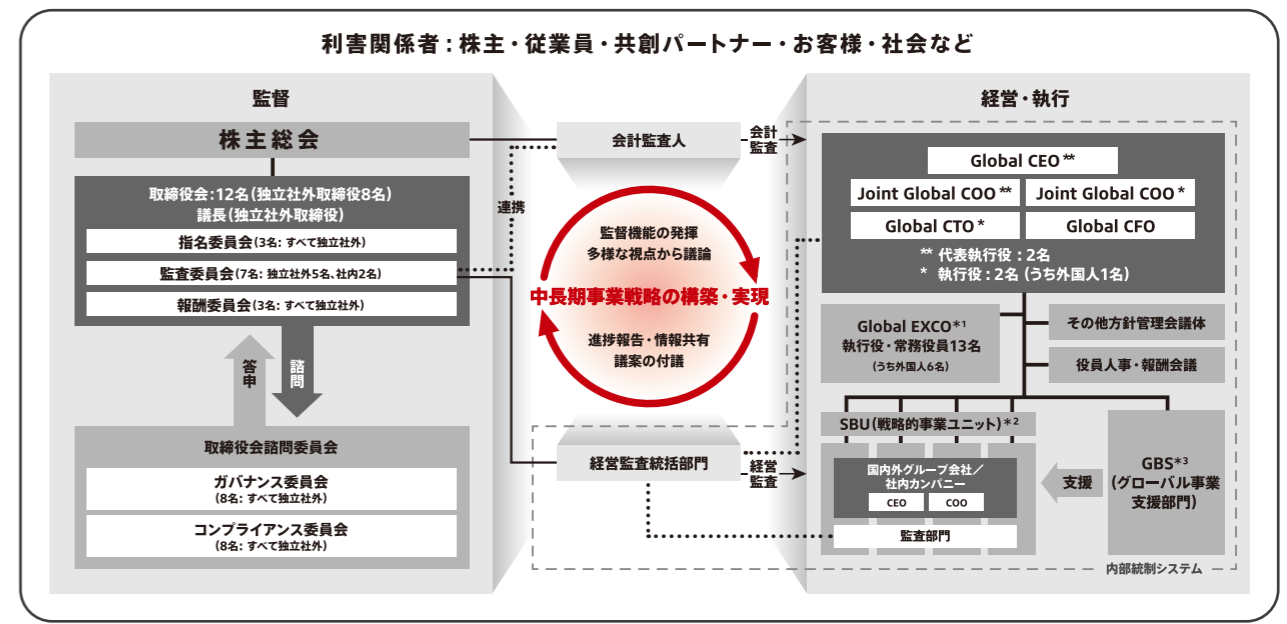 利害関係者：株主・従業員・共創パートナー・お客様・社会など
監督
株主総会
取締役会：12名（独立社外取締役8名）
議長（独立社外取締役）
指名委員会（3名： すべて独立社外）
監査委員会（7名： 独立社外5名、社内2名）
報酬委員会（3名： すべて独立社外）
答申
諮問
取締役会諮問委員会
ガバナンス委員会
（8名： すべて独立社外）
コンプライアンス委員会
（8名： すべて独立社外）
会計監査人
会計
監査
連携
監督機能の発揮
多様な視点から議論
中長期事業戦略の構築・実現
進捗報告・情報共有
議案の付議
経営監査統括部門
経営
監査
経営・執行
Global CEO**
Joint Global COO**
Joint Global COO*
Global CTO*
Global CFO
** 代表執行役：2名
* 執行役：2名（うち外国人1名）
Global EXCO*1
執行役・常務役員13名
（うち外国人6名）
その他方針管理会議体
役員人事・報酬会議
SBU（戦略的事業ユニット）*2
国内外グループ会社／
社内カンパニー
CEO
COO
監査部門
支援
GBS*3
（グローバル事業
支援部門）
内部統制システム